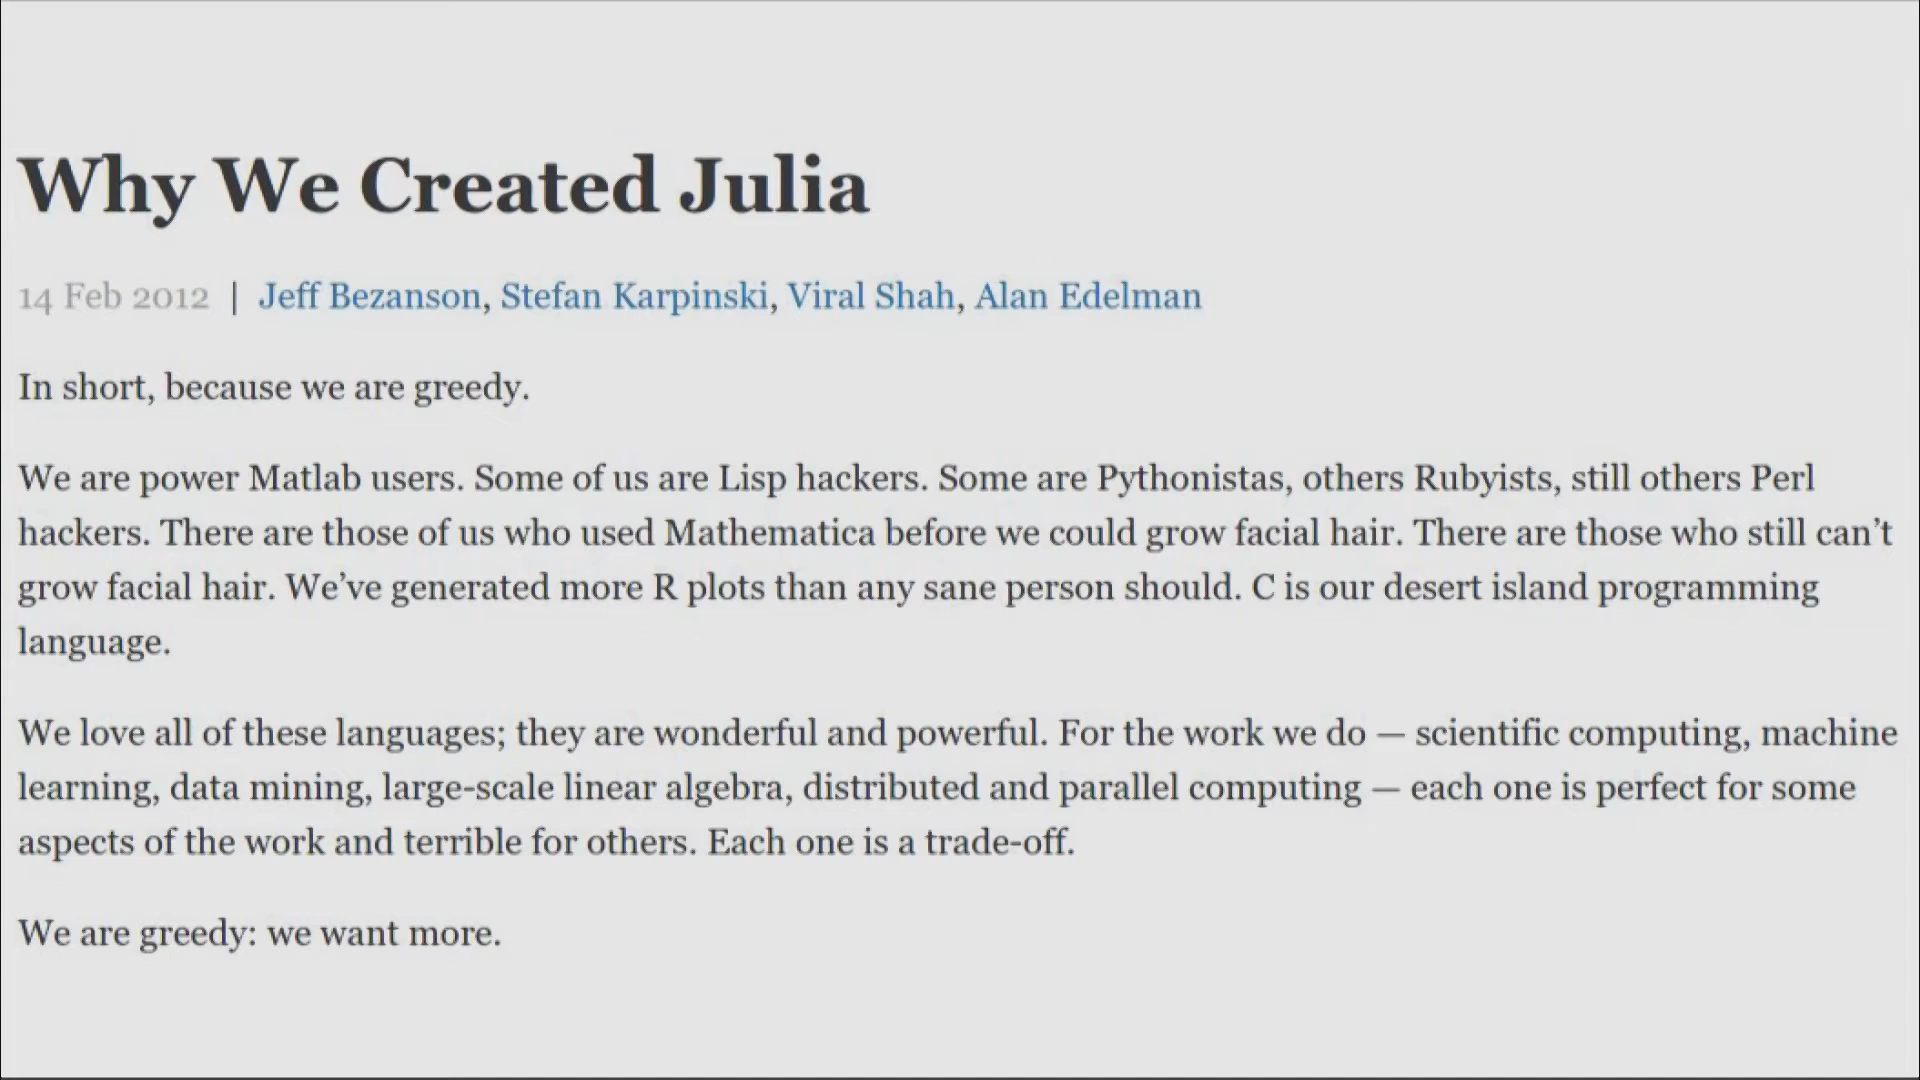 Why We Created Julia
14 Feb 2012 | Jeff Bezanson, Stefan Karpinski, Viral Shah, Alan Edelman
In short, because we are greedy.
We are power Matlab users. Some of us are Lisp hackers. Some are Pythonistas, others Rubyists, still others Perl
hackers. There are those of us who used Mathematica before we could grow facial hair. There are those who still can’t
grow facial hair. We’ve generated more R plots than any sane person should. C is our desert island programming
language.
We love all of these languages; they are wonderful and powerful. For the work we do — scientific computing, machine
learning, data mining, large-scale linear algebra, distributed and parallel computing — each one is perfect for some
aspects of the work and terrible for others. Each one is a trade-off.
We are greedy: we want more.